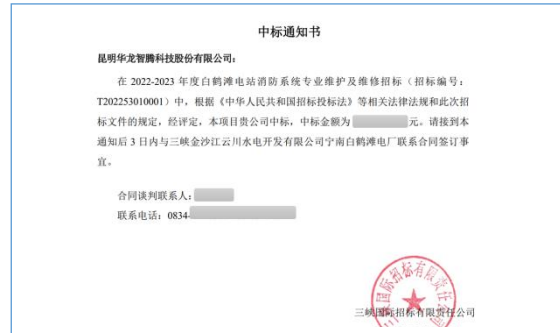 中标通知书
昆明华龙智腾科技股份有限公司：
在 2022-2023 年度白鹤滩电站消防系统专业维护及维修招标（招标编号：
T202253010001）中，根据《中华人民共和国招标投标法》等相关法律法规和此次招
标文件的规定，经评定，本项目贵公司中标，中标金额为 元。请接到本
通知后 3 日内与三峡金沙江云川水电开发有限公司宁南白鹤滩电厂联系合同签订事
宜。
合同谈判联系人：
联系电话：0834-
三峡国际招标有限责任公司